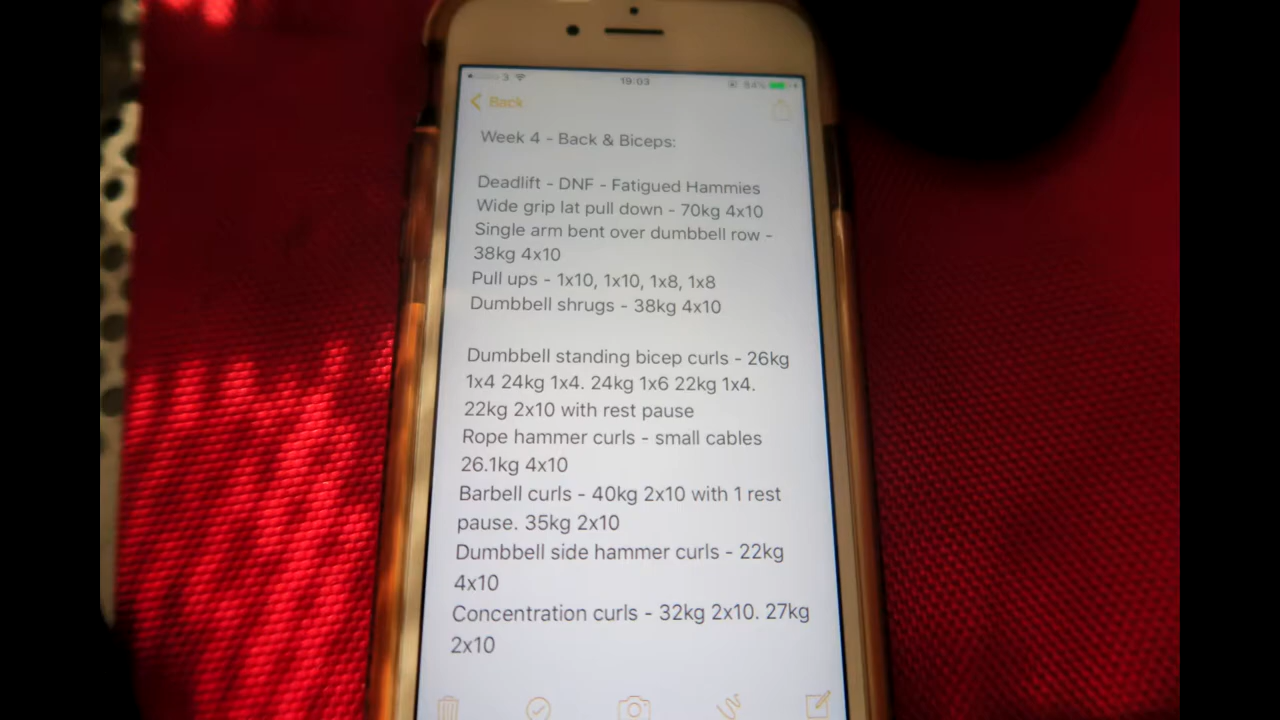 3 19:03 84%
Back
Week 4 - Back & Biceps:
Deadlift - DNF - Fatigued Hammies
Wide grip lat pull down - 70kg 4x10
Single arm bent over dumbbell row -
38kg 4x10
Pull ups - 1x10, 1x10, 1x8, 1x8
Dumbbell shrugs - 38kg 4x10
Dumbbell standing bicep curls - 26kg
1x4 24kg 1x4. 24kg 1x6 22kg 1x4.
22kg 2x10 with rest pause
Rope hammer curls - small cables
26.1kg 4x10
Barbell curls - 40kg 2x10 with 1 rest
pause. 35kg 2x10
Dumbbell side hammer curls - 22kg
4x10
Concentration curls - 32kg 2x10. 27kg
2x10